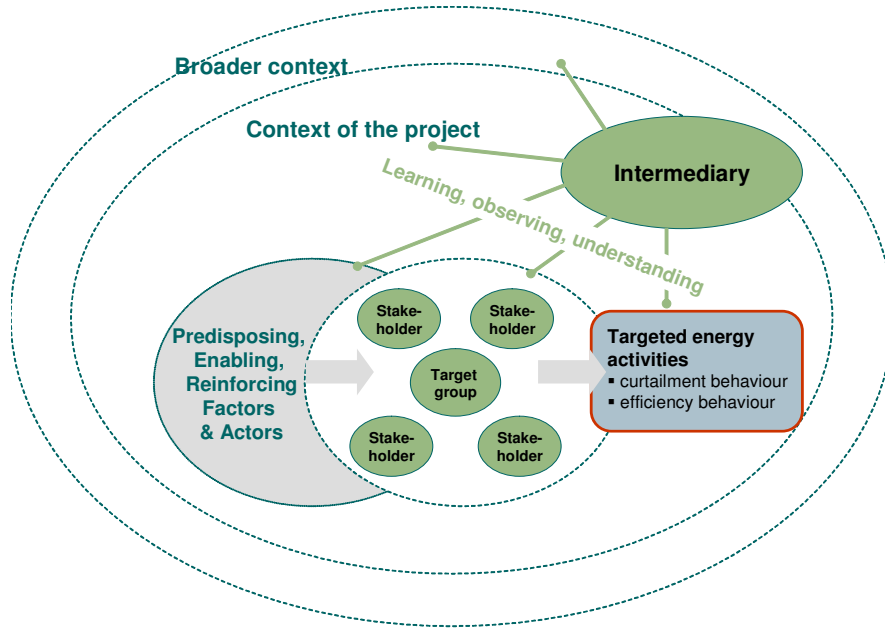 Broader context
Context of the project
Intermediary
Learning, observing, understanding
Predisposing,
Enabling,
Reinforcing
Factors
& Actors
Stake-
holder
Stake-
holder
Target
group
Stake-
holder
Stake-
holder
Targeted energy
activities
▪ curtailment behaviour
▪ efficiency behaviour